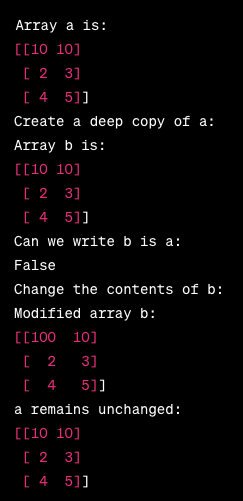 Array a is:
[[10 10]
 [ 2  3]
 [ 4  5]]
Create a deep copy of a:
Array b is:
[[10 10]
 [ 2  3]
 [ 4  5]]
Can we write b is a:
False
Change the contents of b:
Modified array b:
[[100  10]
 [  2   3]
 [  4   5]]
a remains unchanged:
[[10 10]
 [ 2  3]
 [ 4  5]]